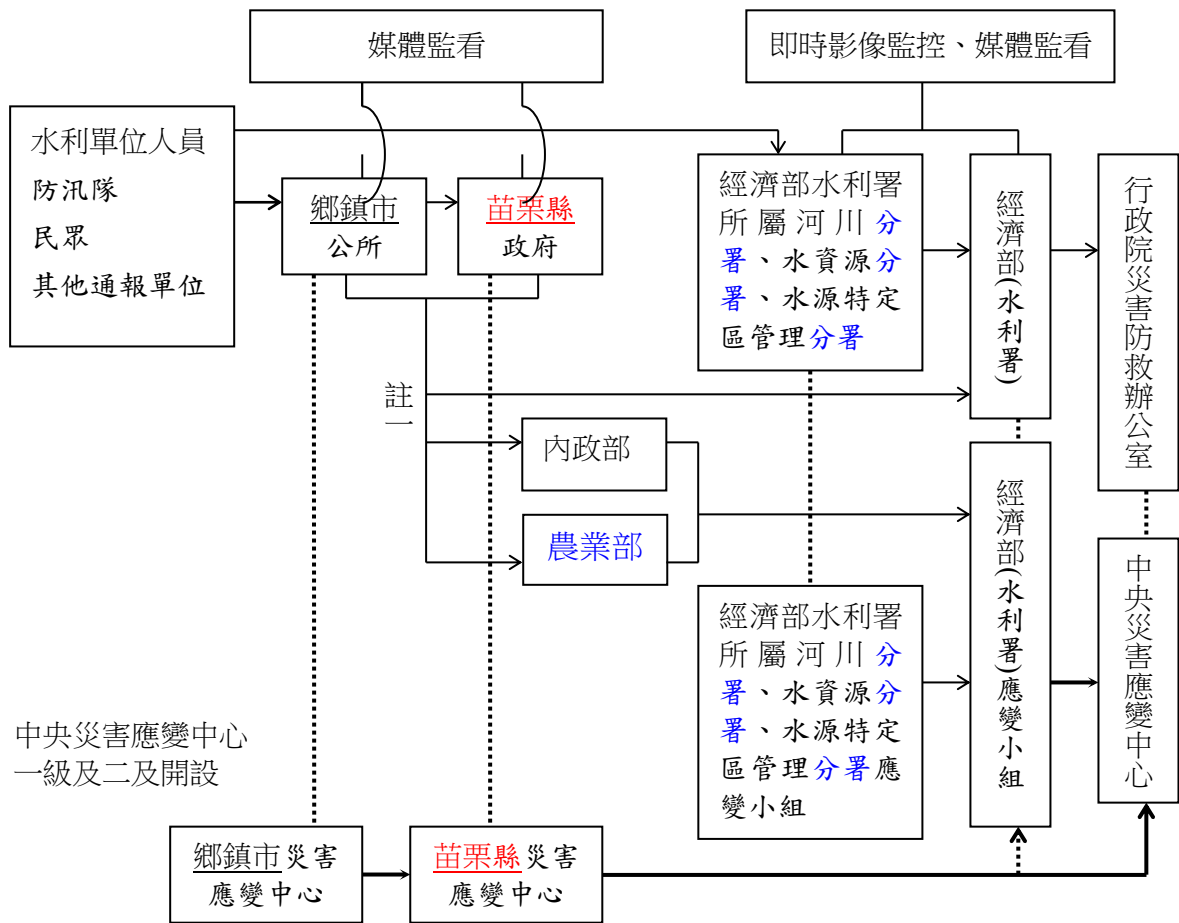 媒體監看
即時影像監控、媒體監看
水利單位人員
防汛隊
民眾
其他通報單位
鄉鎮市
公所
苗栗縣
政府
經濟部水利署
所屬河川分
署、水資源分
署、水源特定
區管理分署
經濟部(水利署)
行政院災害防救辦公室
註一
內政部
農業部
經濟部水利署
所屬河川分
署、水資源分
署、水源特定
區管理分署應
變小組
經濟部(水利署)應變小組
中央災害應變中心
中央災害應變中心
一級及二及開設
鄉鎮市災害
應變中心
苗栗縣災害
應變中心